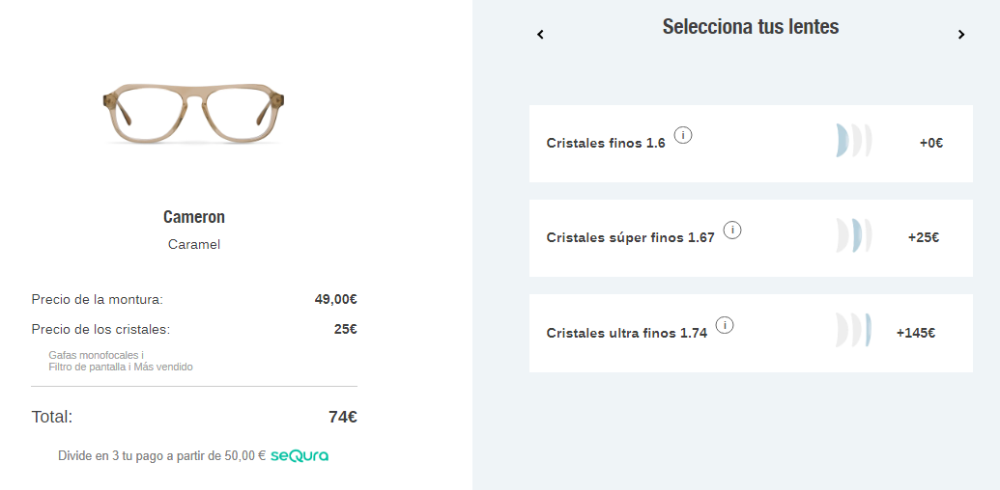 Selecciona tus lentes
Cristales finos 1.6 i +0€
Cristales súper finos 1.67 i +25€
Cristales ultra finos 1.74 i +145€
Cameron
Caramel
Precio de la montura: 49,00€
Precio de los cristales: 25€
Gafas monofocales i
Filtro de pantalla i Más vendido
Total: 74€
Divide en 3 tu pago a partir de 50,00 € seQura